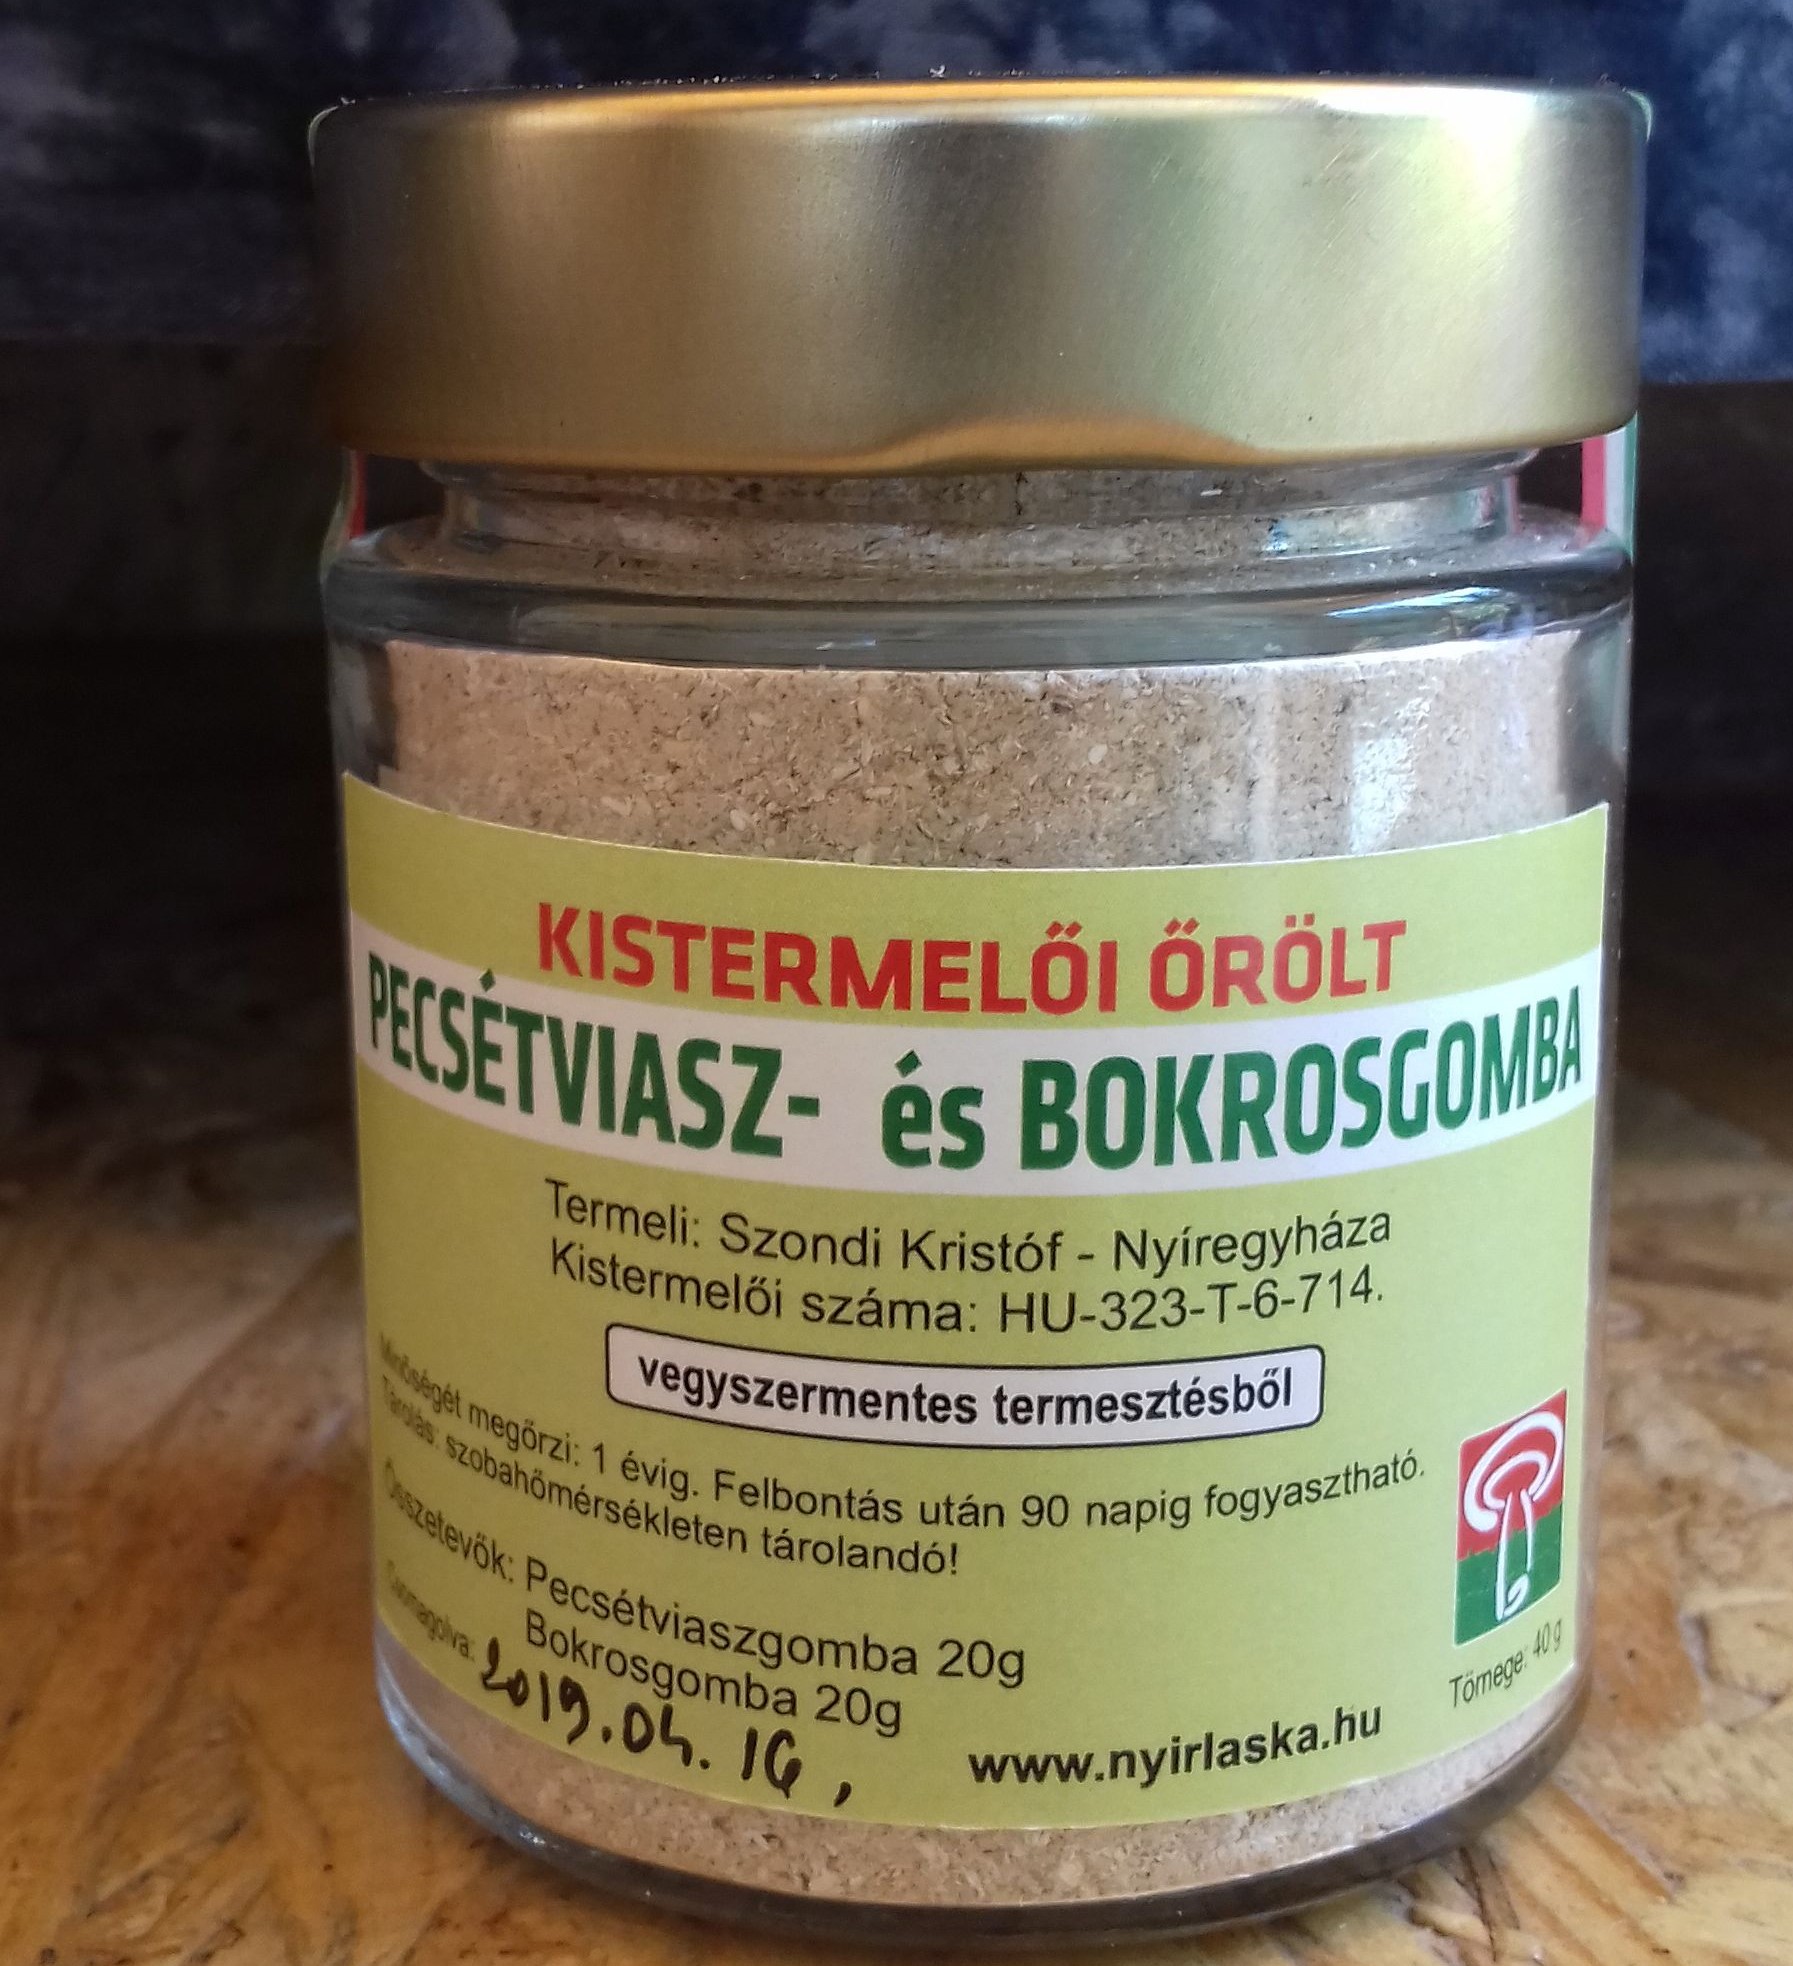 KISTERMELŐI ŐRÖLT
PECSÉTVIASZ- és BOKROSGOMBA
Termeli: Szondi Kristóf - Nyíregyháza
Kistermelői száma: HU-323-T-6-714.
vegyszermentes termesztésből
Minőségét megőrzi: 1 évig. Felbontás után 90 napig fogyasztható.
Tárolás: szobahőmérsékleten tárolandó!
Összetevők: Pecsétviaszgomba 20g
Bokrosgomba 20g
Csomagolva: 2019.04.16,
www.nyirlaska.hu
Tömege: 40 g